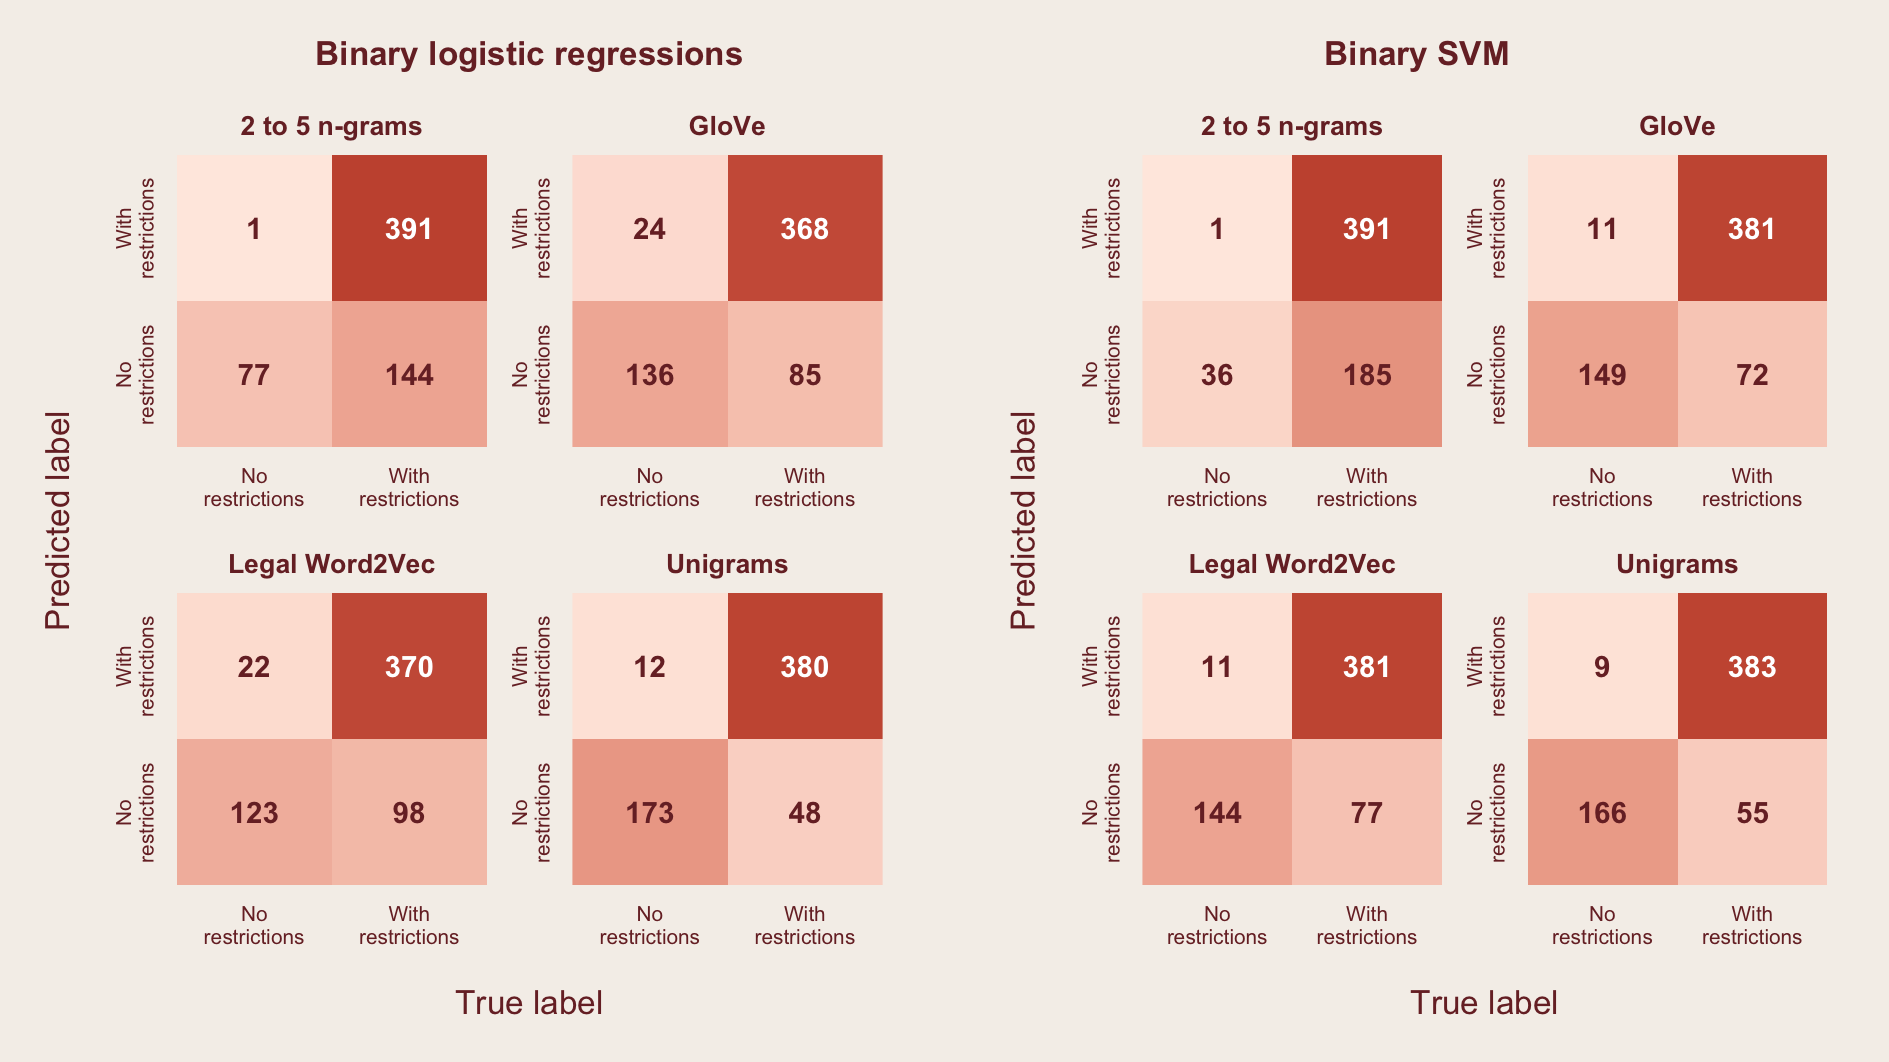 Binary logistic regressions
2 to 5 n-grams
GloVe
With
restrictions
1
391
With
restrictions
24
368
No
restrictions
77
144
No
restrictions
136
85
No
restrictions
With
restrictions
No
restrictions
With
restrictions
Predicted label
Legal Word2Vec
Unigrams
With
restrictions
22
370
With
restrictions
12
380
No
restrictions
123
98
No
restrictions
173
48
No
restrictions
With
restrictions
No
restrictions
With
restrictions
True label
Binary SVM
2 to 5 n-grams
GloVe
With
restrictions
1
391
With
restrictions
11
381
No
restrictions
36
185
No
restrictions
149
72
No
restrictions
With
restrictions
No
restrictions
With
restrictions
Predicted label
Legal Word2Vec
Unigrams
With
restrictions
11
381
With
restrictions
9
383
No
restrictions
144
77
No
restrictions
166
55
No
restrictions
With
restrictions
No
restrictions
With
restrictions
True label